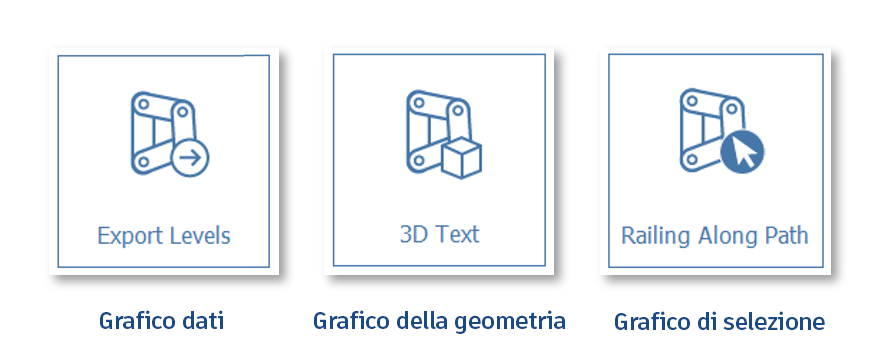 Export Levels
3D Text
Railing Along Path
Grafico dati
Grafico della geometria
Grafico di selezione